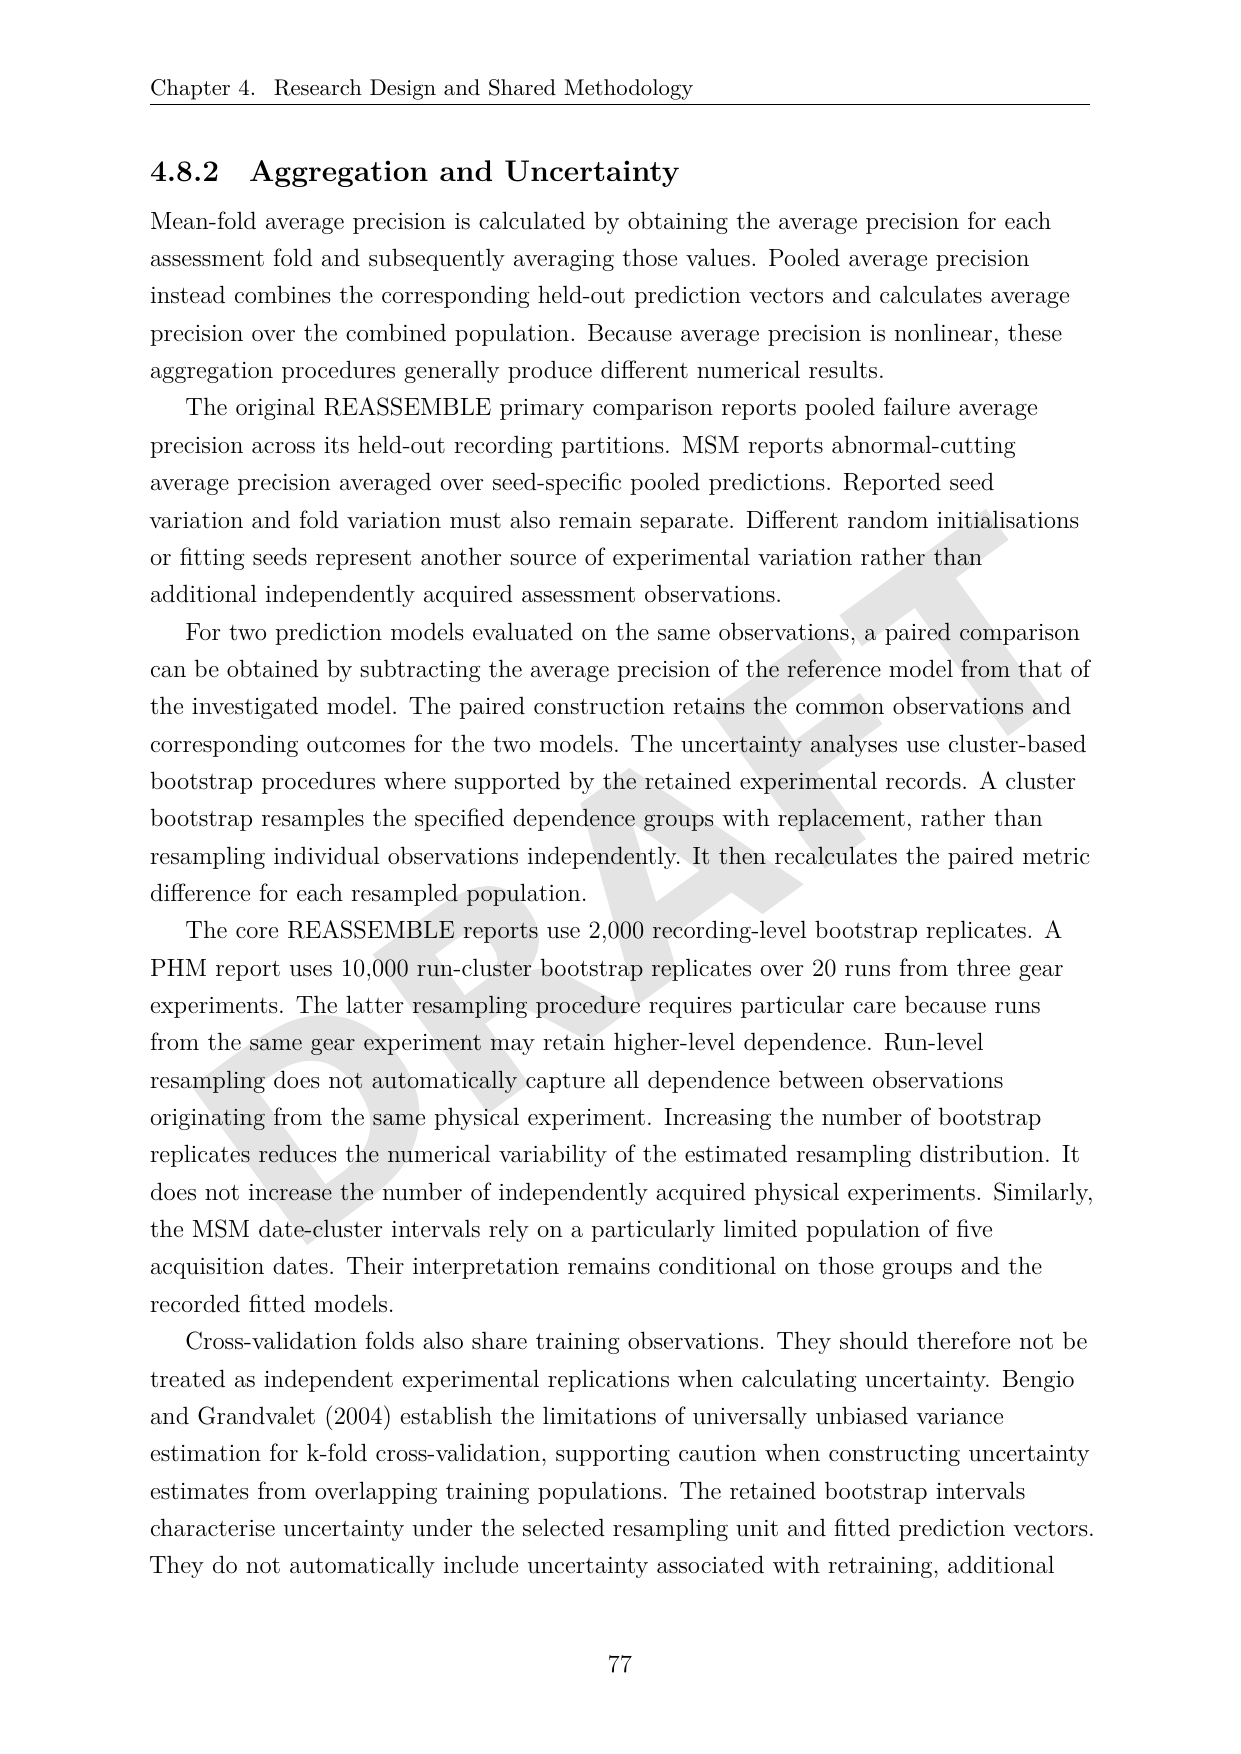 Chapter 4. Research Design and Shared Methodology
4.8.2 Aggregation and Uncertainty
Mean-fold average precision is calculated by obtaining the average precision for each
assessment fold and subsequently averaging those values. Pooled average precision
instead combines the corresponding held-out prediction vectors and calculates average
precision over the combined population. Because average precision is nonlinear, these
aggregation procedures generally produce different numerical results.
The original REASSEMBLE primary comparison reports pooled failure average
precision across its held-out recording partitions. MSM reports abnormal-cutting
average precision averaged over seed-specific pooled predictions. Reported seed
variation and fold variation must also remain separate. Different random initialisations
or fitting seeds represent another source of experimental variation rather than
additional independently acquired assessment observations.
For two prediction models evaluated on the same observations, a paired comparison
can be obtained by subtracting the average precision of the reference model from that of
the investigated model. The paired construction retains the common observations and
corresponding outcomes for the two models. The uncertainty analyses use cluster-based
bootstrap procedures where supported by the retained experimental records. A cluster
bootstrap resamples the specified dependence groups with replacement, rather than
resampling individual observations independently. It then recalculates the paired metric
difference for each resampled population.
The core REASSEMBLE reports use 2,000 recording-level bootstrap replicates. A
PHM report uses 10,000 run-cluster bootstrap replicates over 20 runs from three gear
experiments. The latter resampling procedure requires particular care because runs
from the same gear experiment may retain higher-level dependence. Run-level
resampling does not automatically capture all dependence between observations
originating from the same physical experiment. Increasing the number of bootstrap
replicates reduces the numerical variability of the estimated resampling distribution. It
does not increase the number of independently acquired physical experiments. Similarly,
the MSM date-cluster intervals rely on a particularly limited population of five
acquisition dates. Their interpretation remains conditional on those groups and the
recorded fitted models.
Cross-validation folds also share training observations. They should therefore not be
treated as independent experimental replications when calculating uncertainty. Bengio
and Grandvalet (2004) establish the limitations of universally unbiased variance
estimation for k-fold cross-validation, supporting caution when constructing uncertainty
estimates from overlapping training populations. The retained bootstrap intervals
characterise uncertainty under the selected resampling unit and fitted prediction vectors.
They do not automatically include uncertainty associated with retraining, additional
77
DRAFT